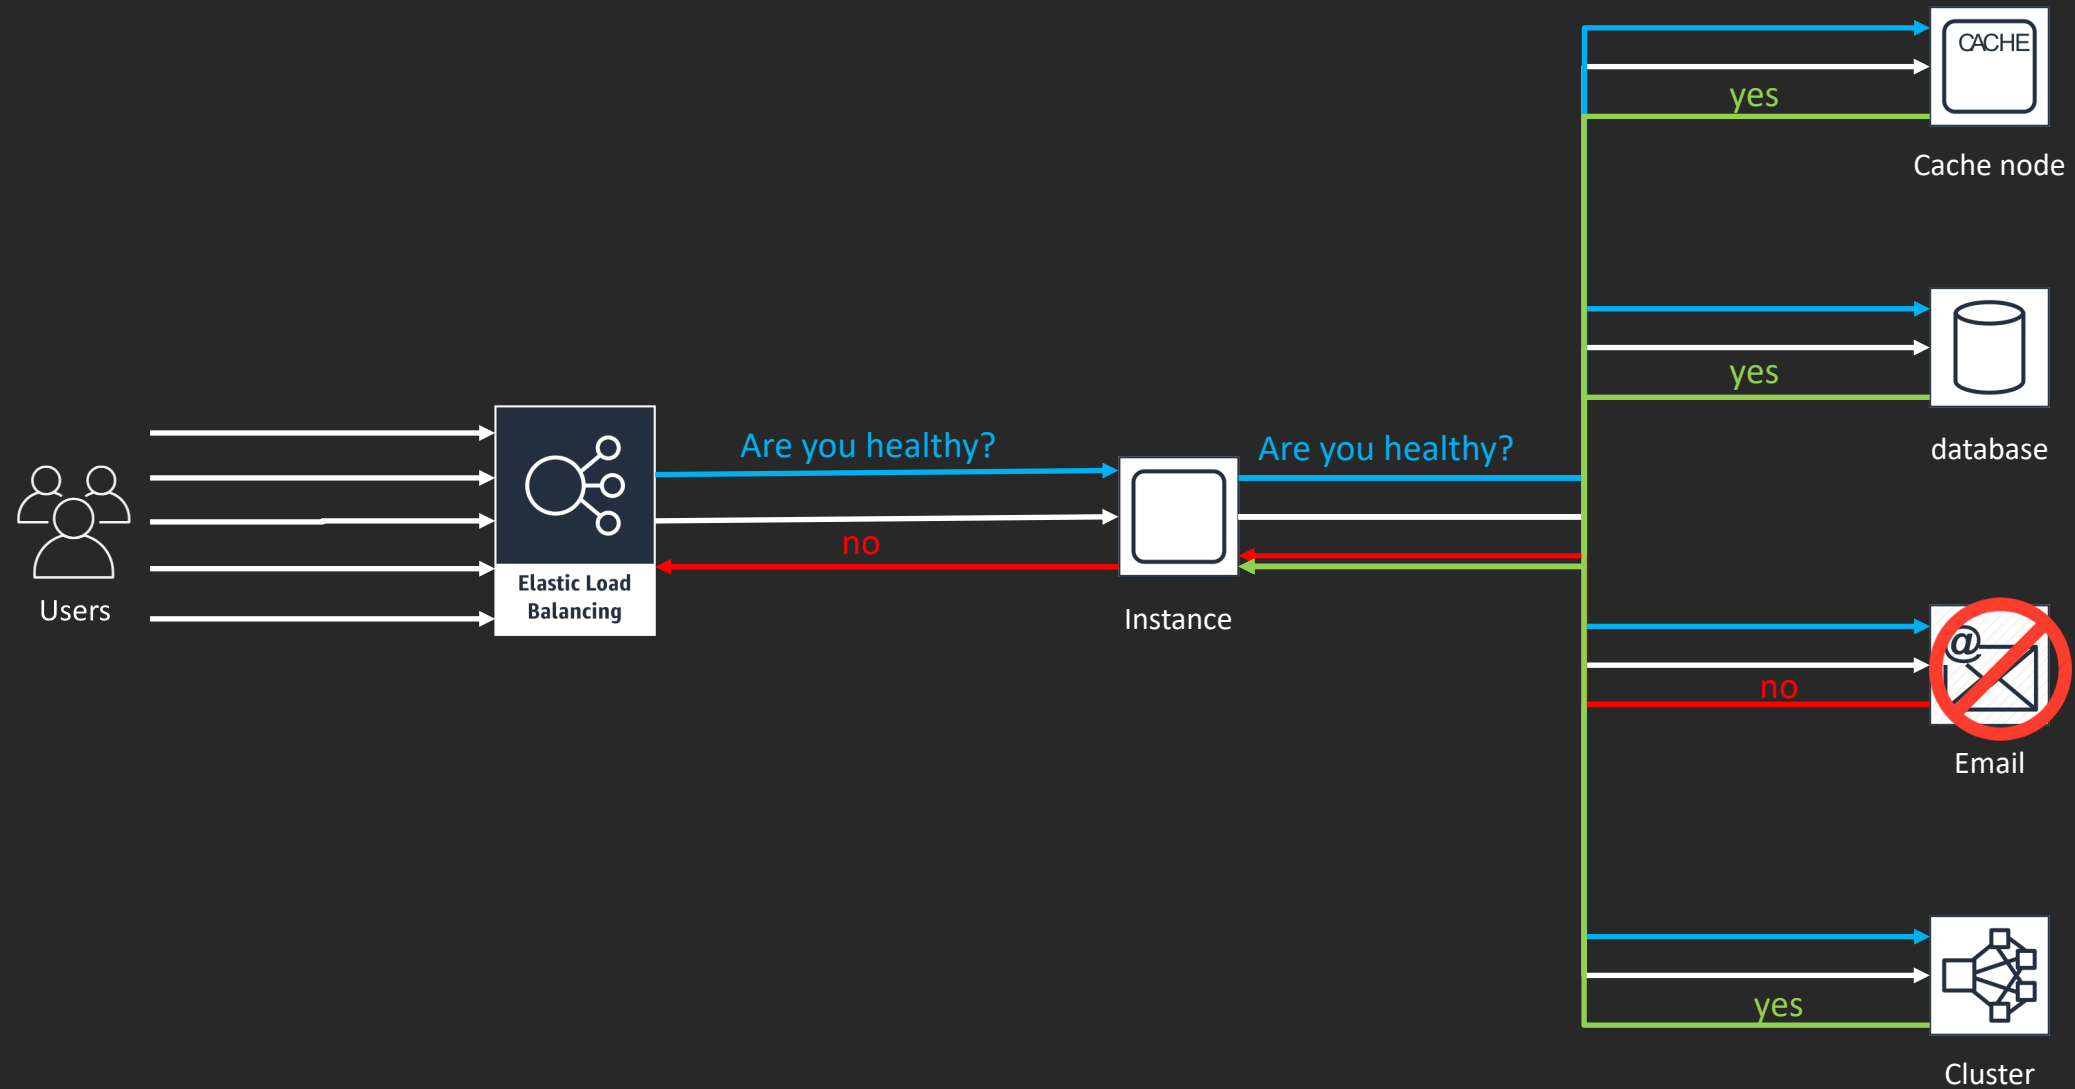 CACHE
yes
Cache node
yes
database
Are you healthy?
Are you healthy?
no
Elastic Load
Balancing
Users
Instance
@
no
Email
yes
Cluster